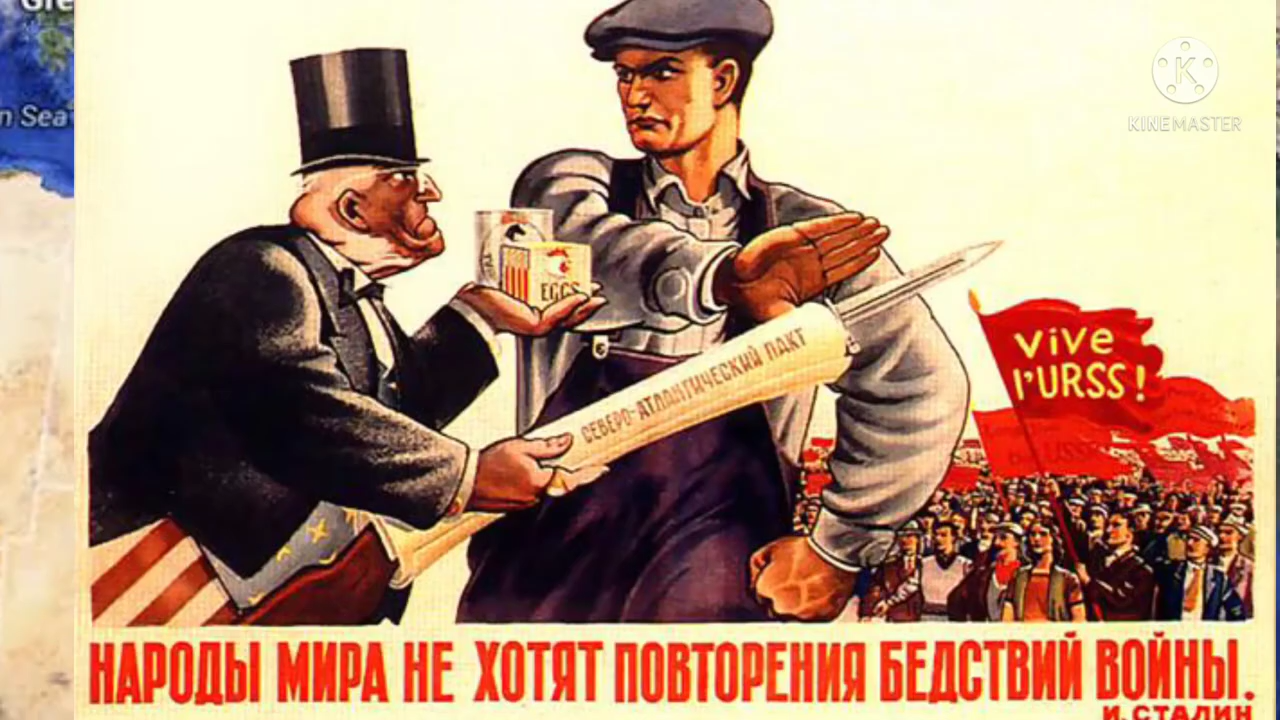 Gre
n Sea
KINEMASTER
EGGS
СЕВЕРО-АТЛАНТИЧЕСКИЙ ПАКТ
Vive
l'URSS!
НАРОДЫ МИРА НЕ ХОТЯТ ПОВТОРЕНИЯ БЕДСТВИЙ ВОЙНЫ.
И. СТАЛИН